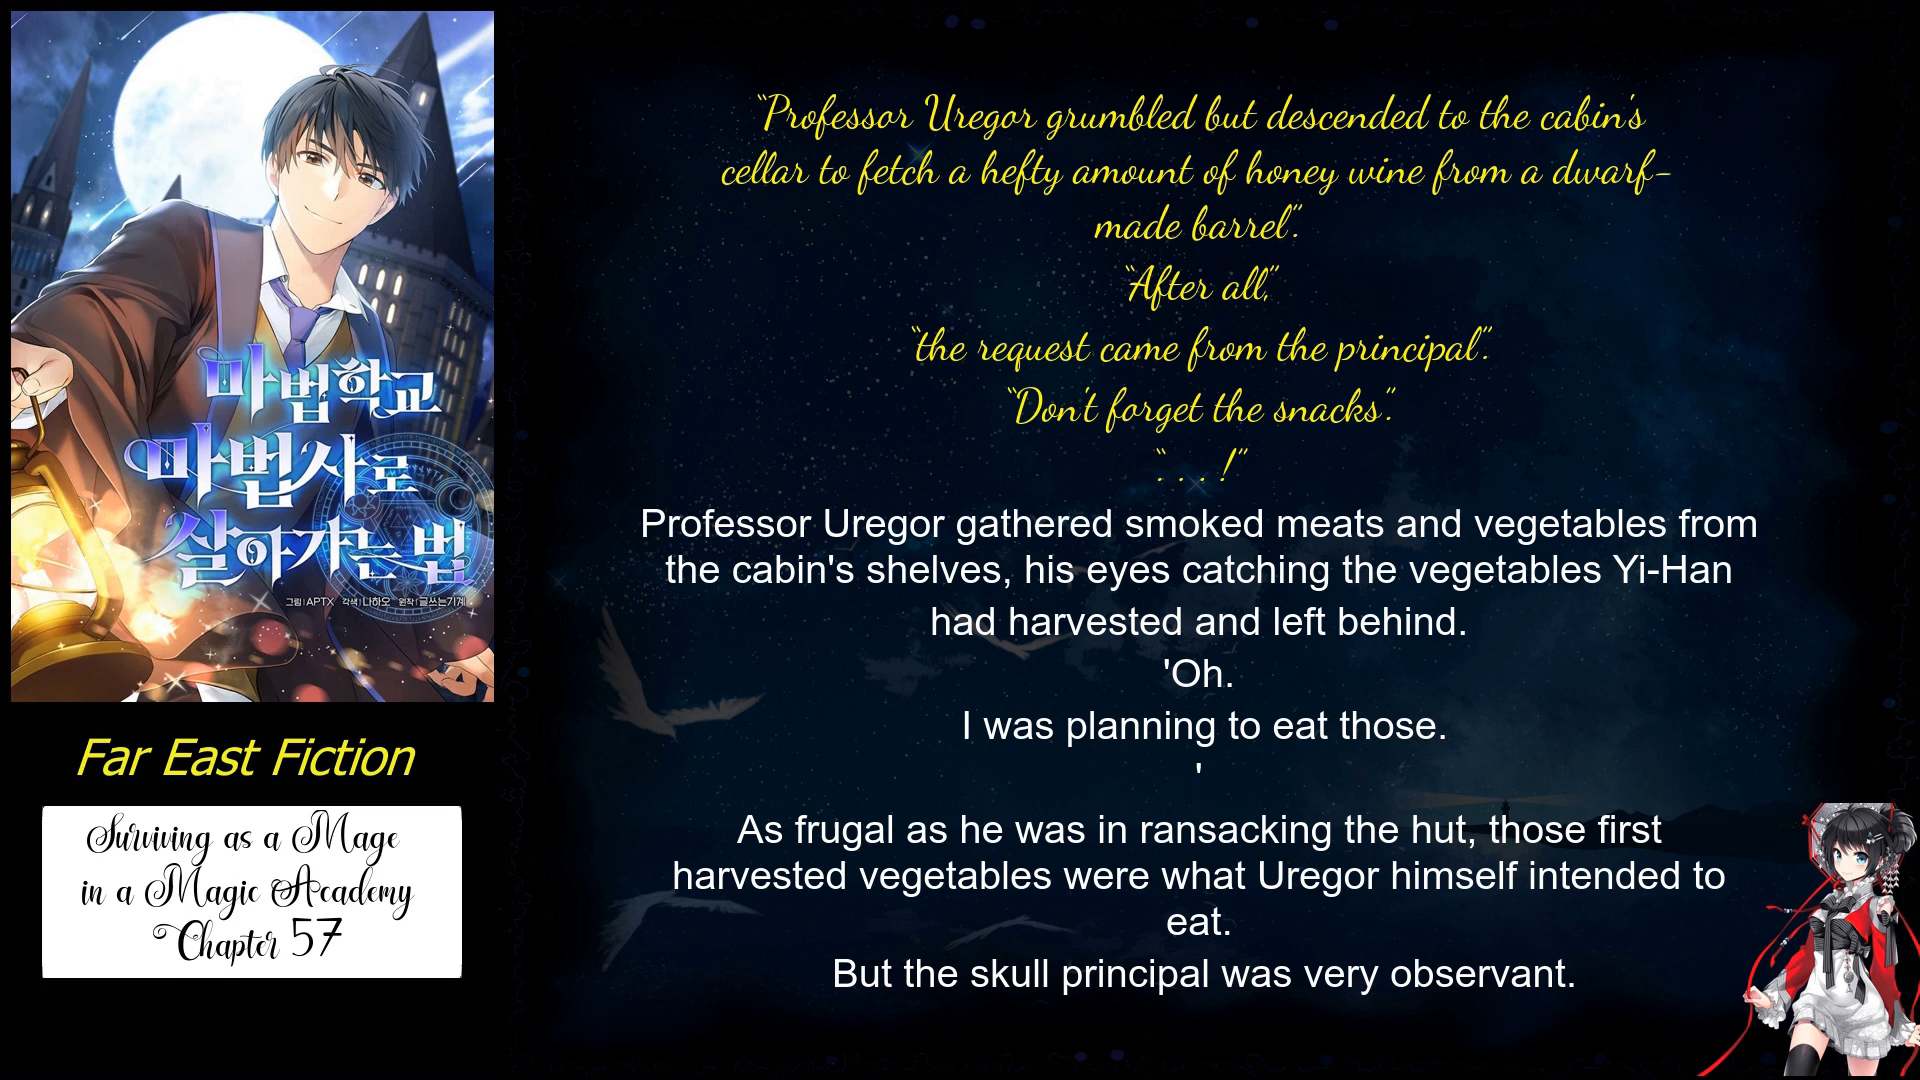 마법학교
마법사로
살아가는 법
그림 | APTX 각색 | 나하오 원작 | 글쓰는기계
Far East Fiction
Surviving as a Mage
in a Magic Academy
Chapter 57
“Professor Uregor grumbled but descended to the cabin's
cellar to fetch a hefty amount of honey wine from a dwarf-
made barrel”.
“After all,”
“the request came from the principal”.
“Don't forget the snacks”.
“. . . !”
Professor Uregor gathered smoked meats and vegetables from
the cabin's shelves, his eyes catching the vegetables Yi-Han
had harvested and left behind.
'Oh.
I was planning to eat those.
'
As frugal as he was in ransacking the hut, those first
harvested vegetables were what Uregor himself intended to
eat.
But the skull principal was very observant.